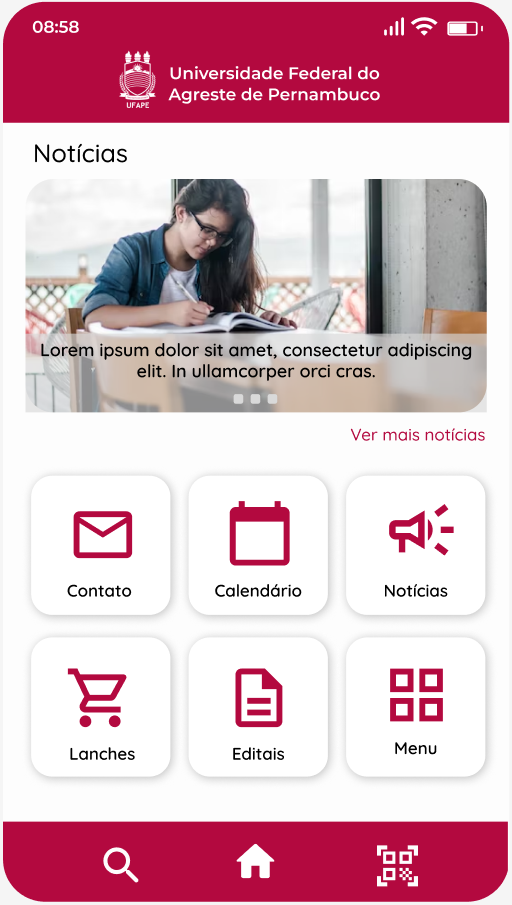 08:58
Universidade Federal do
Agreste de Pernambuco
UFAPE
Notícias
Lorem ipsum dolor sit amet, consectetur adipiscing
elit. In ullamcorper orci cras.
Ver mais notícias
Contato
Calendário
Notícias
Lanches
Editais
Menu